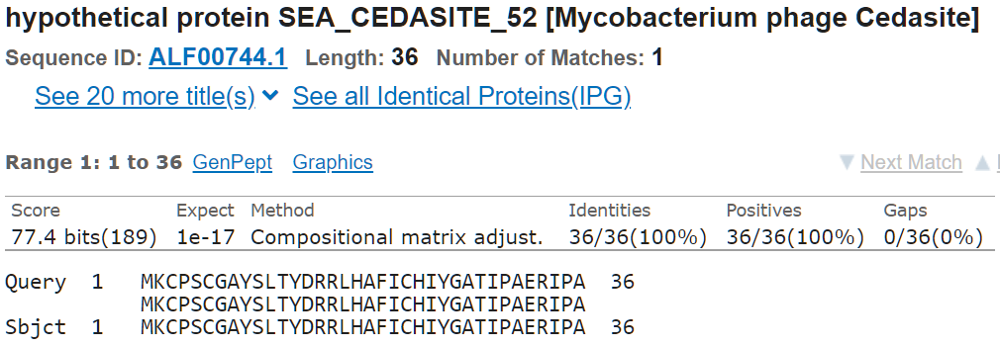 hypothetical protein SEA_CEDASITE_52 [Mycobacterium phage Cedasite]
Sequence ID: ALF00744.1 Length: 36 Number of Matches: 1
See 20 more title(s) See all Identical Proteins(IPG)
Range 1: 1 to 36 GenPept Graphics ▼ Next Match ▲
Score Expect Method Identities Positives Gaps
77.4 bits(189) 1e-17 Compositional matrix adjust. 36/36(100%) 36/36(100%) 0/36(0%)
Query 1 MKCPSCGAYSLTYDRRLHAFICHIYGATIPAERIPA 36
MKCPSCGAYSLTYDRRLHAFICHIYGATIPAERIPA
Sbjct 1 MKCPSCGAYSLTYDRRLHAFICHIYGATIPAERIPA 36